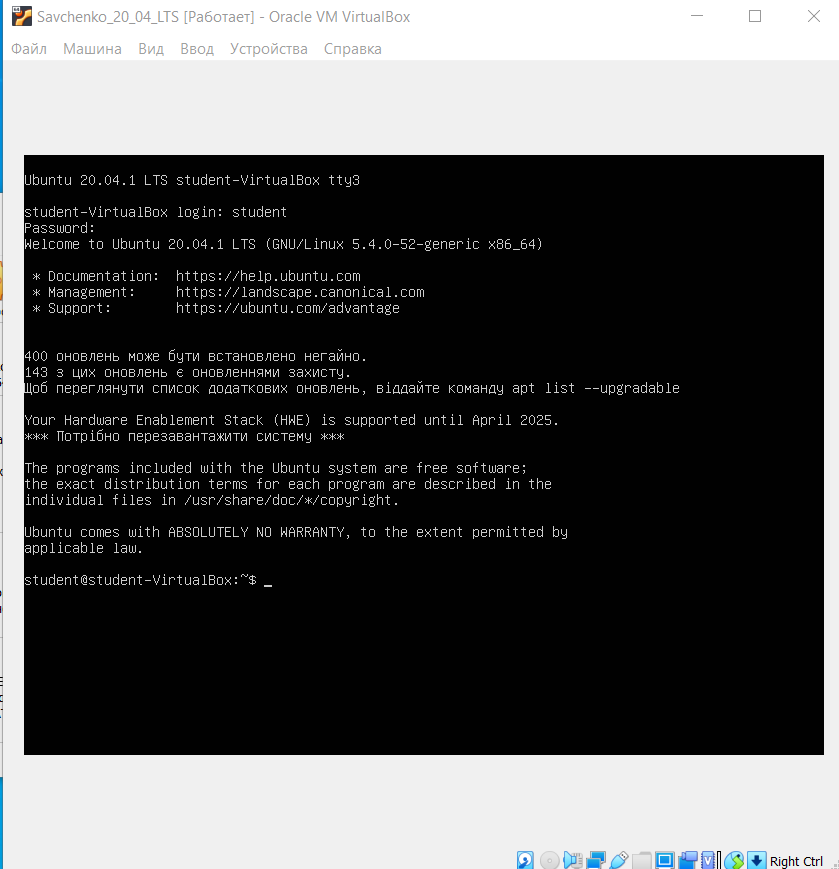 Savchenko_20_04_LTS [Работает] - Oracle VM VirtualBox
Файл Машина Вид Ввод Устройства Справка
Ubuntu 20.04.1 LTS student-VirtualBox tty3
student-VirtualBox login: student
Password:
Welcome to Ubuntu 20.04.1 LTS (GNU/Linux 5.4.0-52-generic x86_64)
* Documentation: https://help.ubuntu.com
* Management: https://landscape.canonical.com
* Support: https://ubuntu.com/advantage
400 оновлень може бути встановлено негайно.
143 з цих оновлень є оновленнями захисту.
Щоб переглянути список додаткових оновлень, віддайте команду apt list --upgradable
Your Hardware Enablement Stack (HWE) is supported until April 2025.
*** Потрібно перезавантажити систему ***
The programs included with the Ubuntu system are free software;
the exact distribution terms for each program are described in the
individual files in /usr/share/doc/*/copyright.
Ubuntu comes with ABSOLUTELY NO WARRANTY, to the extent permitted by
applicable law.
student@student-VirtualBox:~$ _
Right Ctrl